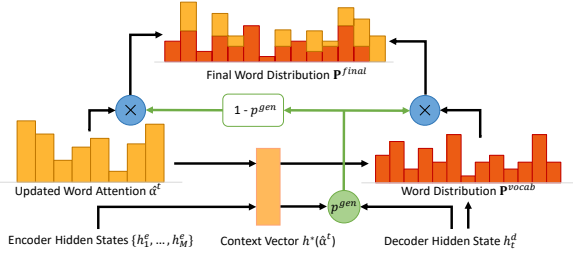 Final Word Distribution P^final
×
1 - p^gen
×
Updated Word Attention α̂^t
Word Distribution P^vocab
p^gen
Encoder Hidden States {h_1^e, ..., h_M^e}
Context Vector h*(α̂^t)
Decoder Hidden State h_t^d